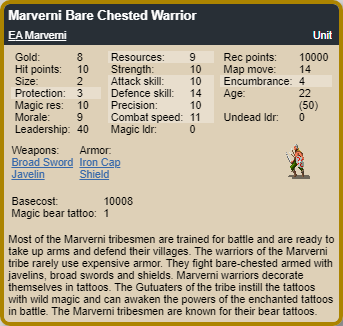 Marverni Bare Chested Warrior
EA Marverni Unit
Gold: 8 Resources: 9 Rec points: 10000
Hit points: 10 Strength: 10 Map move: 14
Size: 2 Attack skill: 10 Encumbrance: 4
Protection: 3 Defence skill: 14 Age: 22
Magic res: 10 Precision: 10 (50)
Morale: 9 Combat speed: 11 Undead ldr: 0
Leadership: 40 Magic ldr: 0
Weapons: Armor:
Broad Sword Iron Cap
Javelin Shield
Basecost: 10008
Magic bear tattoo: 1
Most of the Marverni tribesmen are trained for battle and are ready to
take up arms and defend their villages. The warriors of the Marverni
tribe rarely use expensive armor. They fight bare-chested armed with
javelins, broad swords and shields. Marverni warriors decorate
themselves in tattoos. The Gutuaters of the tribe instill the tattoos
with wild magic and can awaken the powers of the enchanted tattoos
in battle. The Marverni tribesmen are known for their bear tattoos.